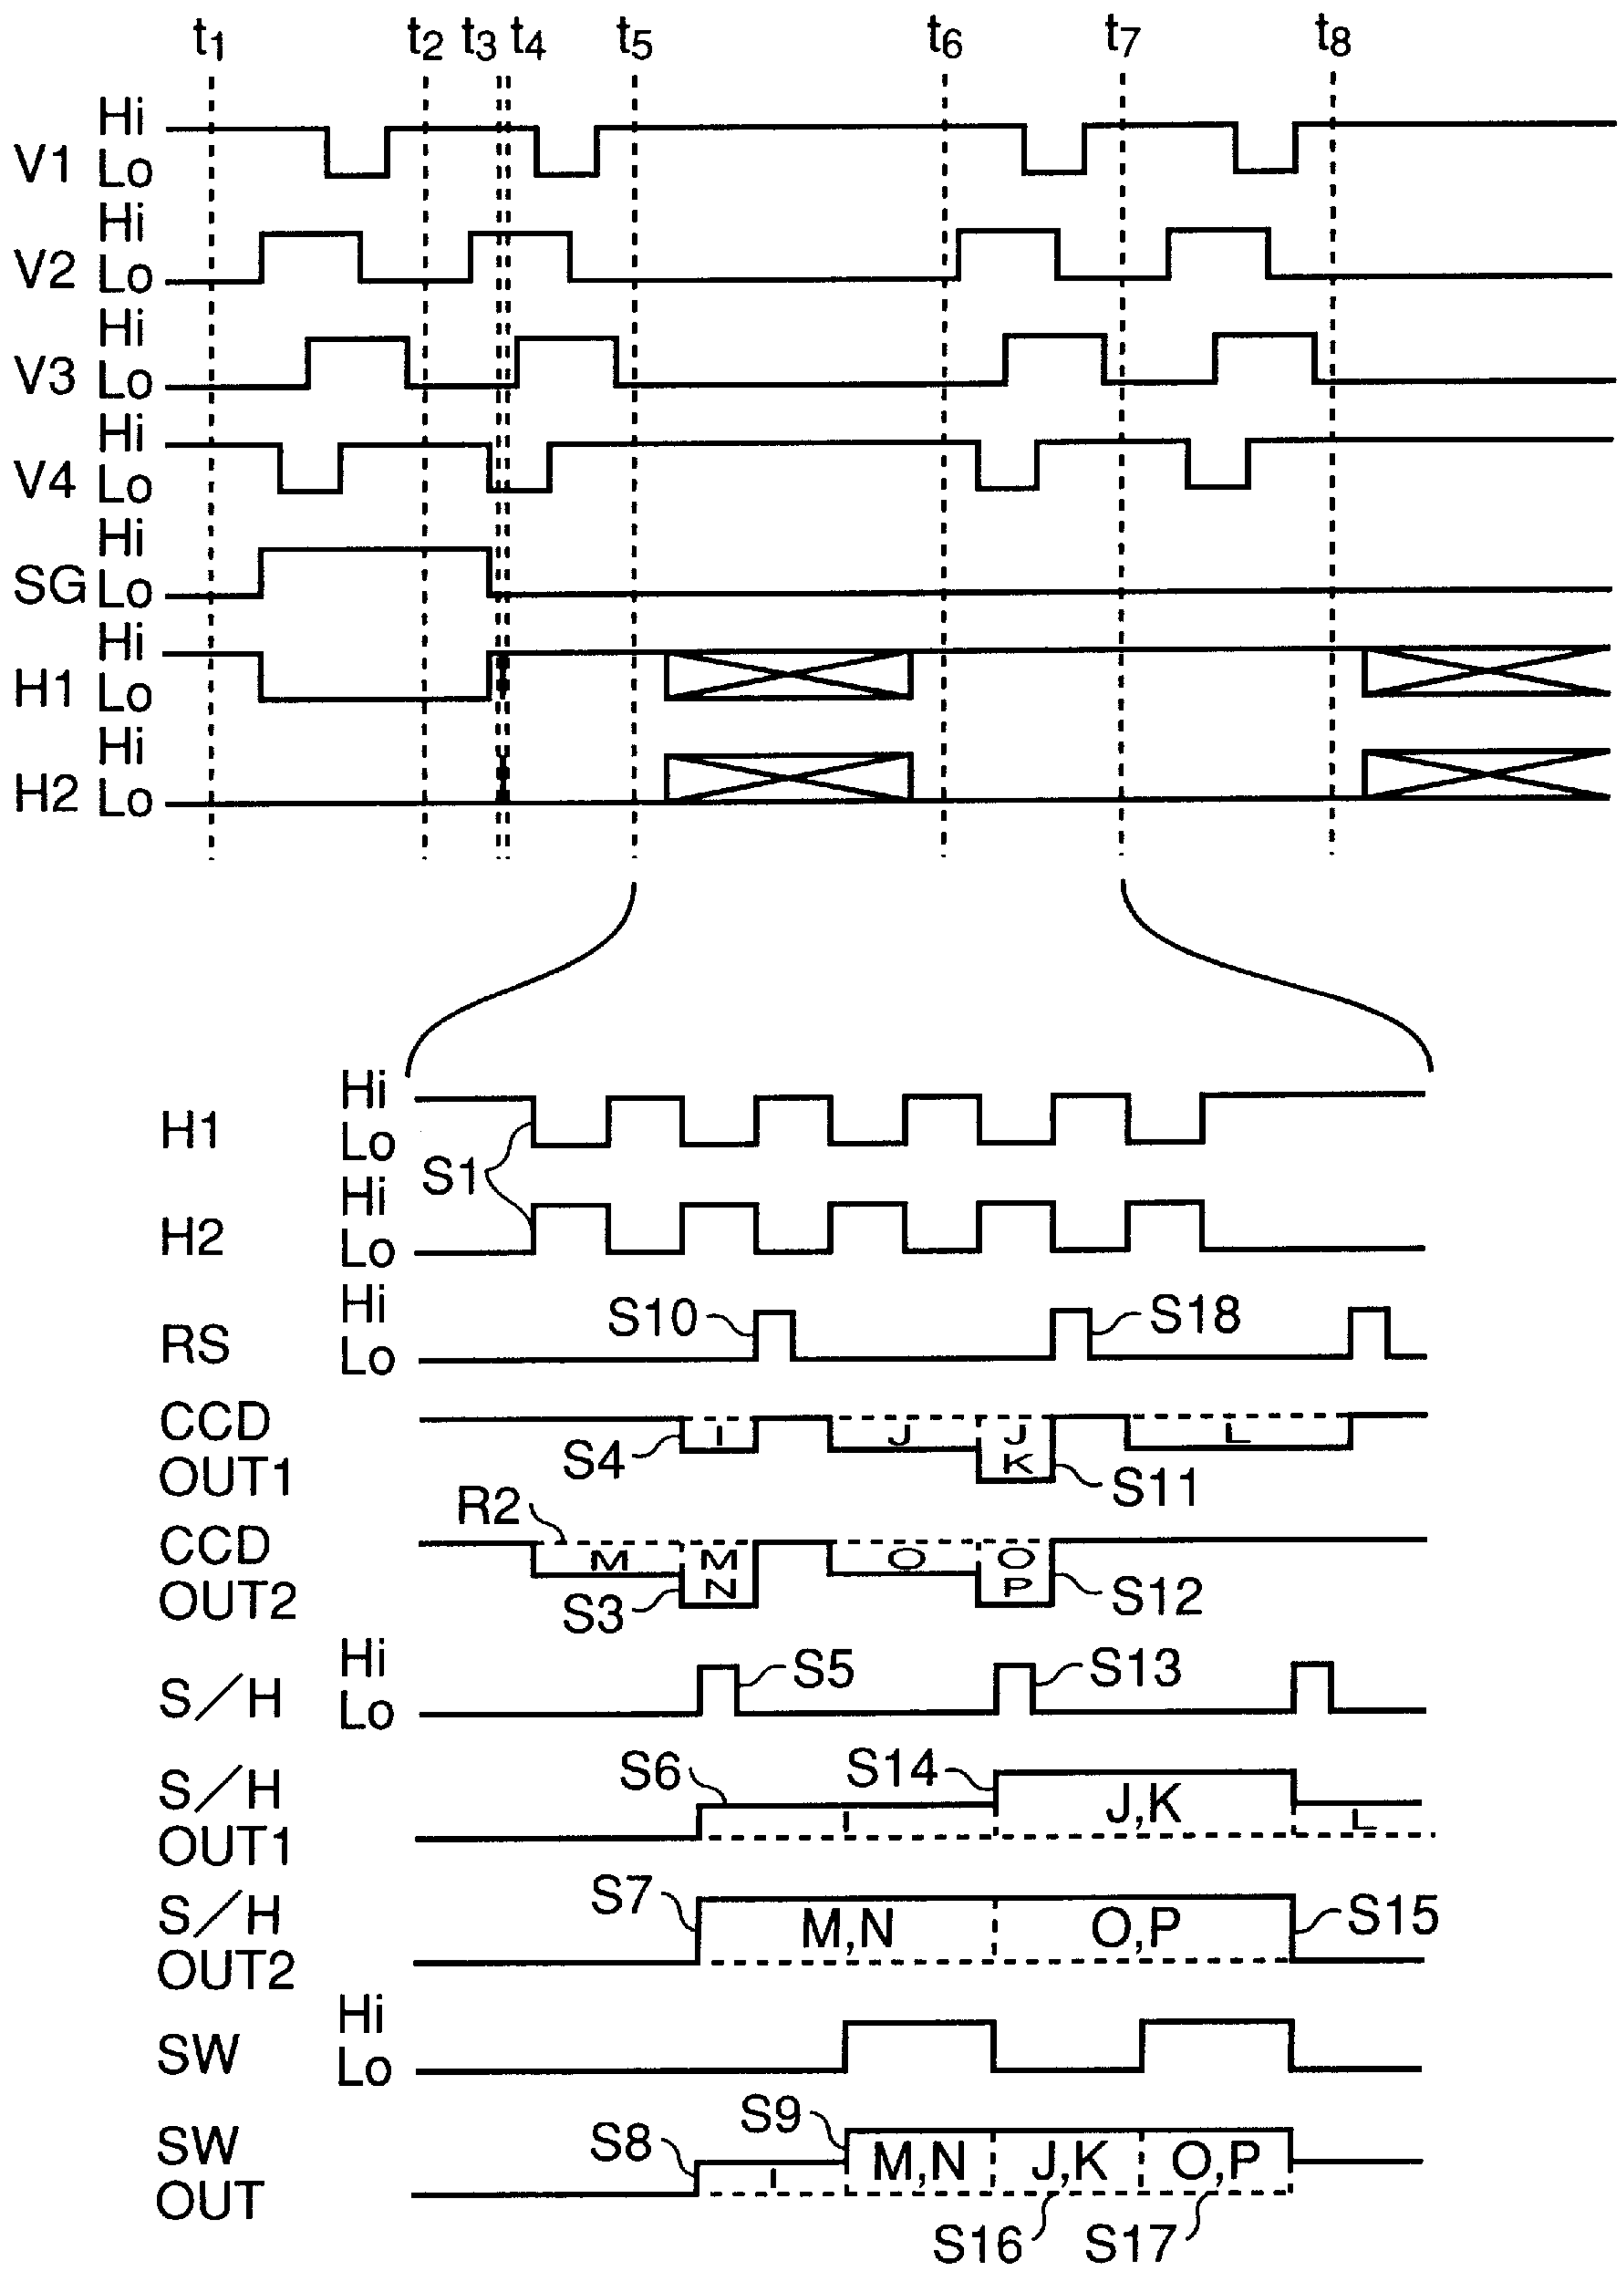 t1 t2 t3 t4 t5 t6 t7 t8
Hi
V1 Lo
Hi
V2 Lo
Hi
V3 Lo
Hi
V4 Lo
Hi
SG Lo
Hi
H1 Lo
Hi
H2 Lo
Hi
H1 Lo
S1
Hi
H2 Lo
Hi
S10 S18
RS Lo
CCD I J J L
OUT1 S4 K S11
R2
CCD M M O O
OUT2 S3 N P S12
Hi
S5 S13
S/H Lo
S6 S14
S/H I J,K L
OUT1
S7 S15
S/H M,N O,P
OUT2
Hi
SW Lo
S9
S8
SW I M,N J,K O,P
OUT
S16 S17